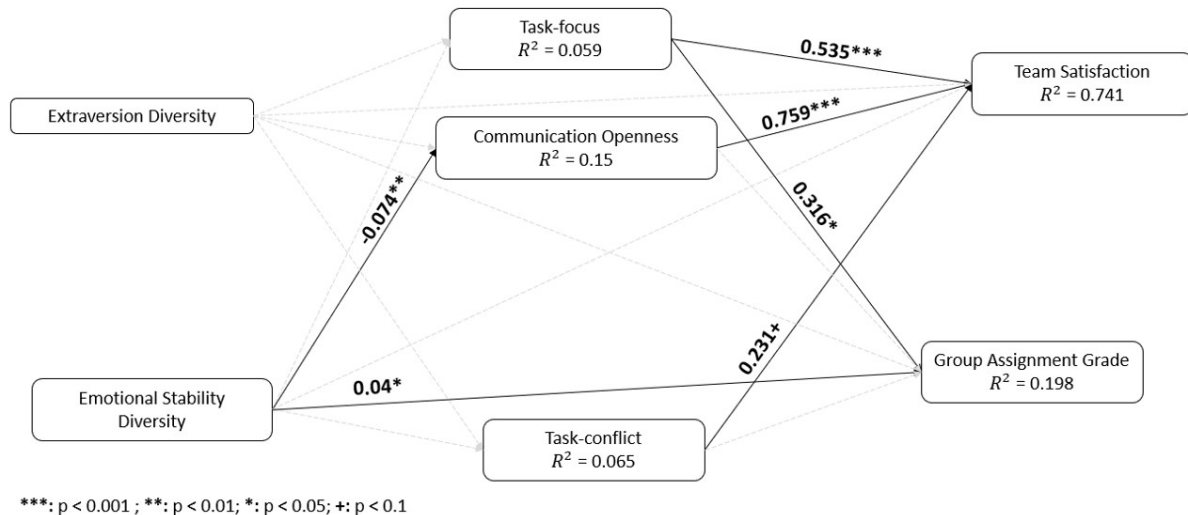 Task-focus
R² = 0.059
0.535***
Team Satisfaction
R² = 0.741
Extraversion Diversity
0.759***
Communication Openness
R² = 0.15
-0.074**
0.316*
0.231+
Group Assignment Grade
R² = 0.198
Emotional Stability
Diversity
0.04*
Task-conflict
R² = 0.065
***: p < 0.001 ; **: p < 0.01; *: p < 0.05; +: p < 0.1